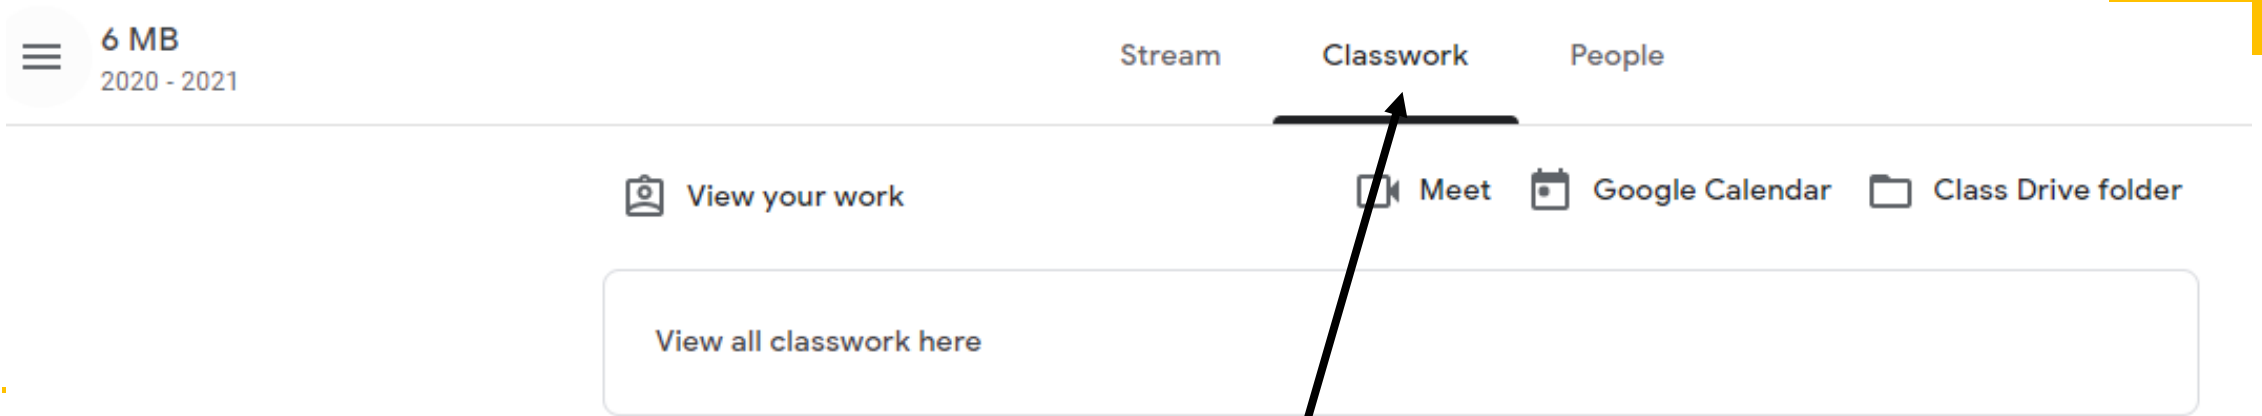 6 MB
2020 - 2021
Stream Classwork People
View your work Meet Google Calendar Class Drive folder
View all classwork here